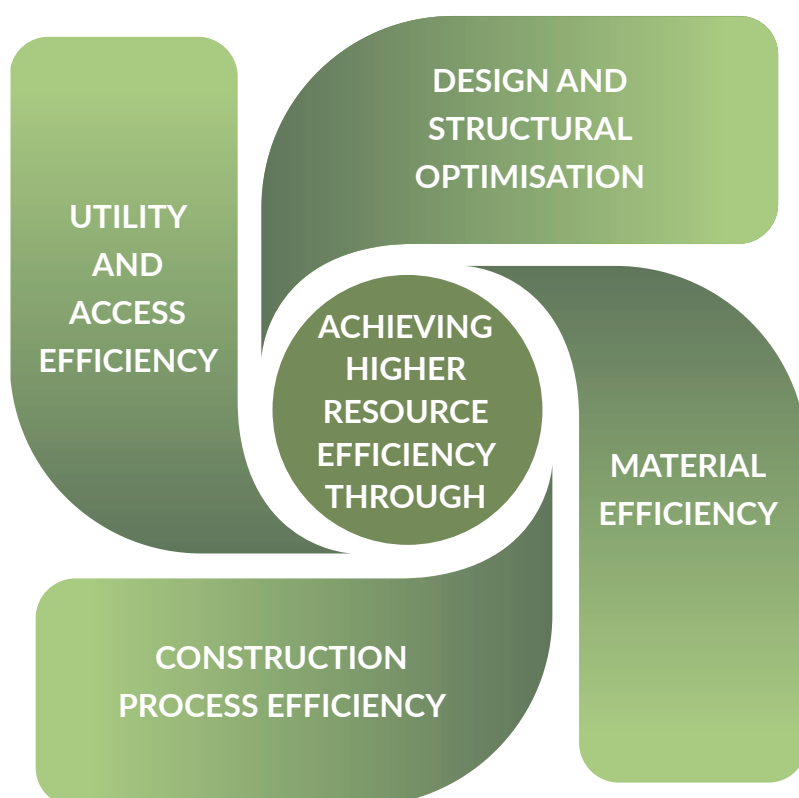 DESIGN AND
STRUCTURAL
OPTIMISATION
UTILITY
AND
ACCESS
EFFICIENCY
ACHIEVING
HIGHER
RESOURCE
EFFICIENCY
THROUGH
MATERIAL
EFFICIENCY
CONSTRUCTION
PROCESS EFFICIENCY